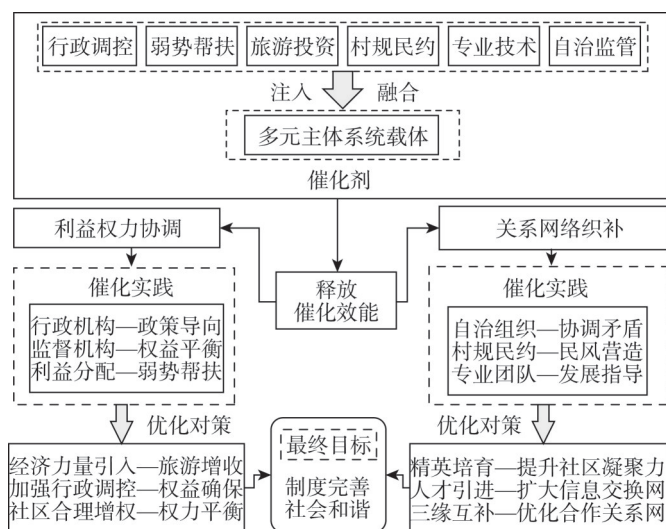 行政调控 弱势帮扶 旅游投资 村规民约 专业技术 自治监管
注入 融合
多元主体系统载体
催化剂
利益权力协调
关系网络织补
释放
催化效能
催化实践
行政机构—政策导向
监督机构—权益平衡
利益分配—弱势帮扶
催化实践
自治组织—协调矛盾
村规民约—民风营造
专业团队—发展指导
优化对策
优化对策
经济力量引入—旅游增收
加强行政调控—权益确保
社区合理增权—权力平衡
最终目标
制度完善
社会和谐
精英培育—提升社区凝聚力
人才引进—扩大信息交换网
三缘互补—优化合作关系网